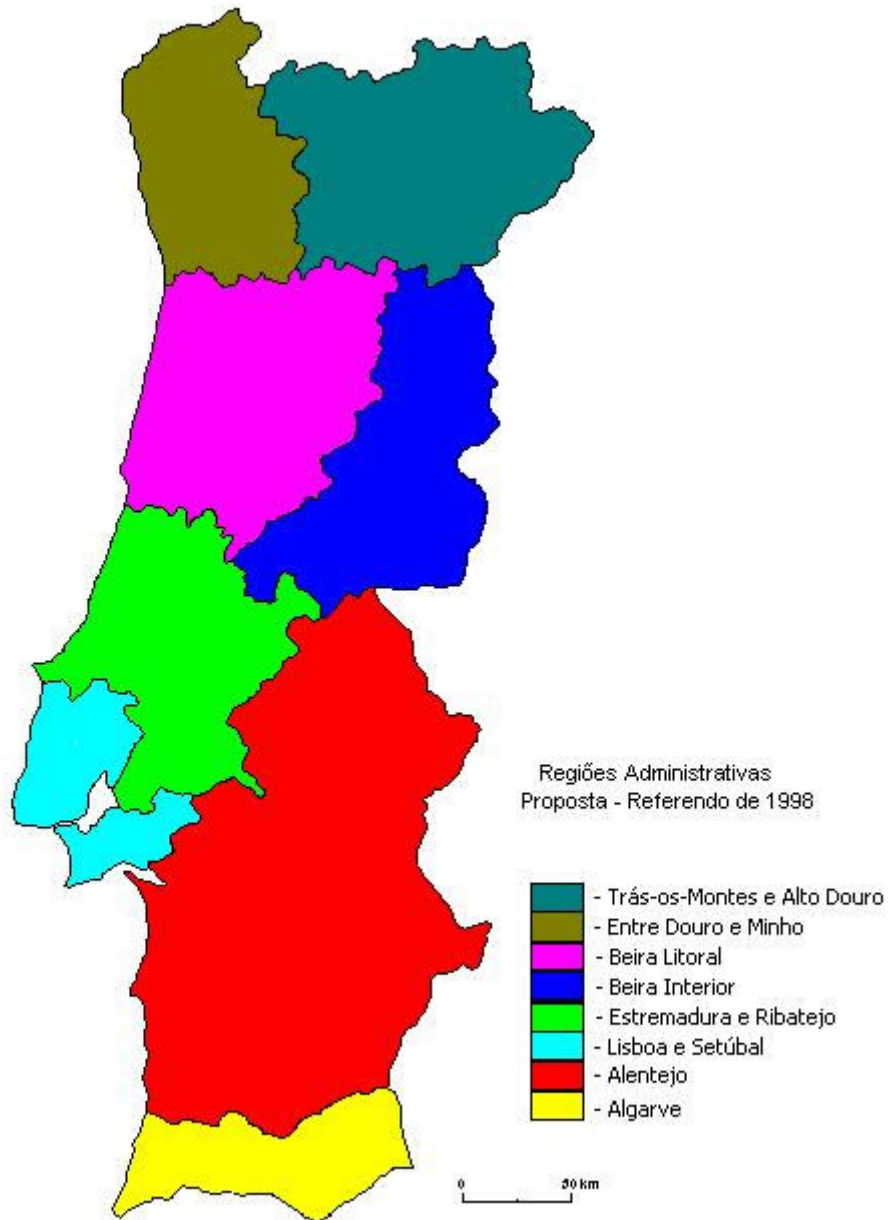 Regiões Administrativas
Proposta - Referendo de 1998
- Trás-os-Montes e Alto Douro
- Entre Douro e Minho
- Beira Litoral
- Beira Interior
- Estremadura e Ribatejo
- Lisboa e Setúbal
- Alentejo
- Algarve
0 50 km